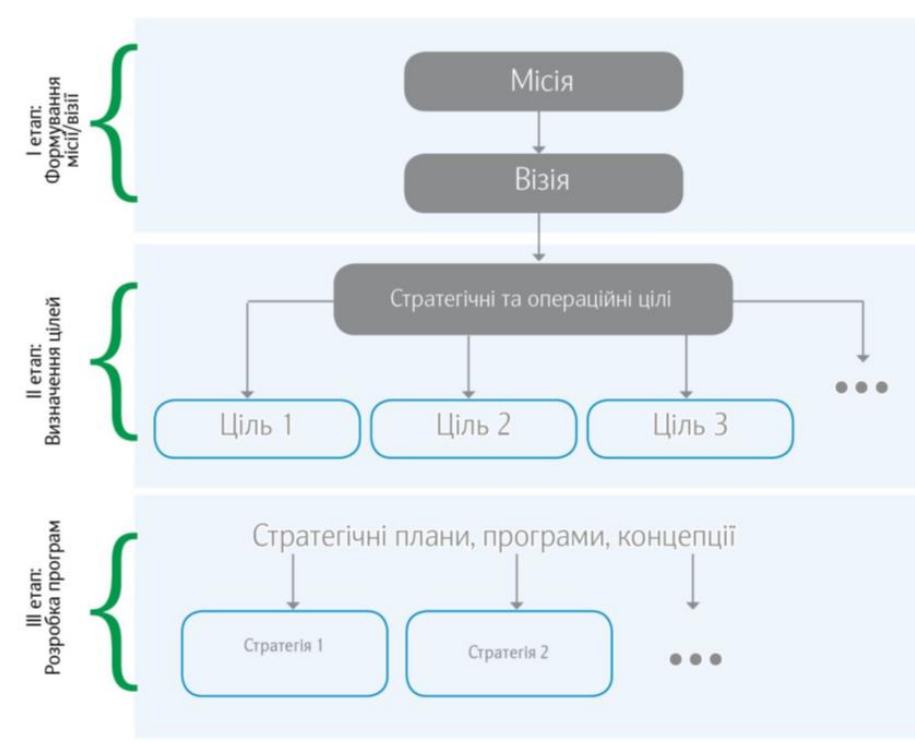 І етап:
Формування
місії/візії
Місія
Візія
ІІ етап:
Визначення цілей
Стратегічні та операційні цілі
Ціль 1
Ціль 2
Ціль 3
ІІІ етап:
Розробка програм
Стратегічні плани, програми, концепції
Стратегія 1
Стратегія 2